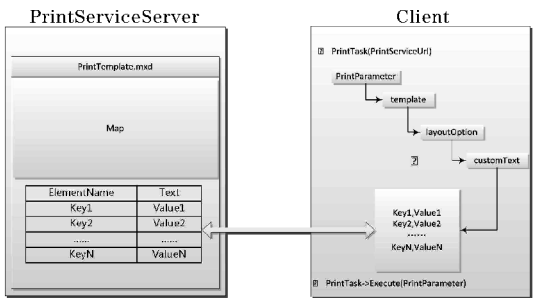 PrintServiceServer
PrintTemplate.mxd
Map
ElementName Text
Key1 Value1
Key2 Value2
...... ......
KeyN ValueN
Client
PrintTask(PrintServiceUrl)
PrintParameter
template
layoutOption
customText
Key1,Value1
Key2,Value2
......
KeyN,ValueN
PrintTask->Execute(PrintParameter)